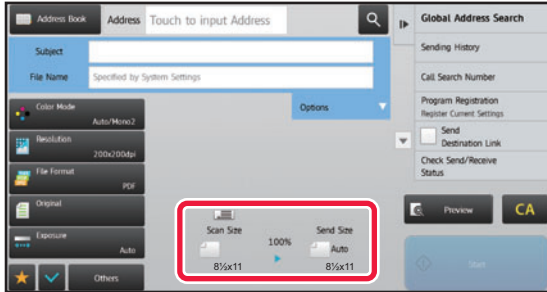 Address Book
Address
Touch to input Address
Global Address Search
Subject
Sending History
File Name
Specified by System Settings
Call Search Number
Color Mode
Auto/Mono2
Options
Program Registration
Register Current Settings
Resolution
200x200dpi
Send
Destination Link
File Format
PDF
Check Send/Receive
Status
Original
Preview
CA
Exposure
Auto
Scan Size
100%
Send Size
Auto
8½x11
8½x11
Others
Start